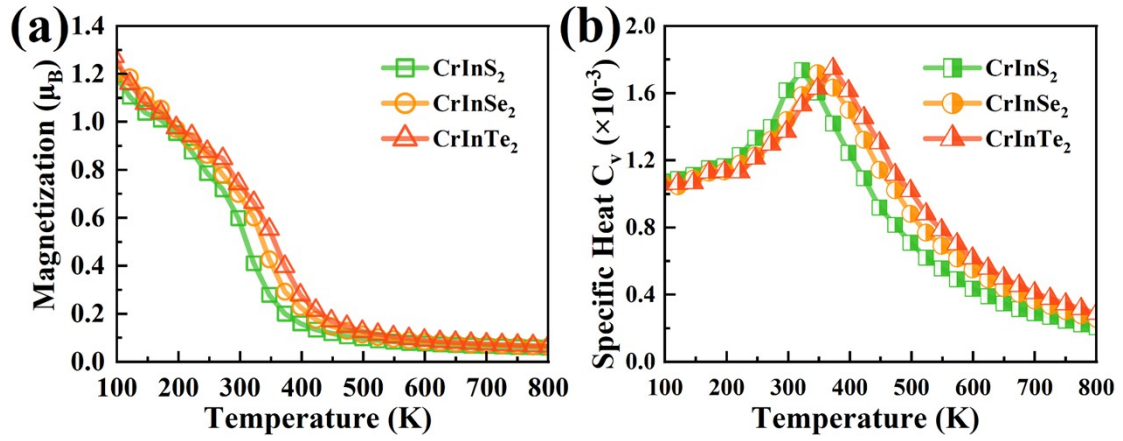 (a)
1.4
1.2
1.0
0.8
0.6
0.4
0.2
0.0
Magnetization (μB)
CrInS2
CrInSe2
CrInTe2
100 200 300 400 500 600 700 800
Temperature (K)
(b)
2.0
1.6
1.2
0.8
0.4
0.0
Specific Heat Cv (×10-3)
CrInS2
CrInSe2
CrInTe2
100 200 300 400 500 600 700 800
Temperature (K)